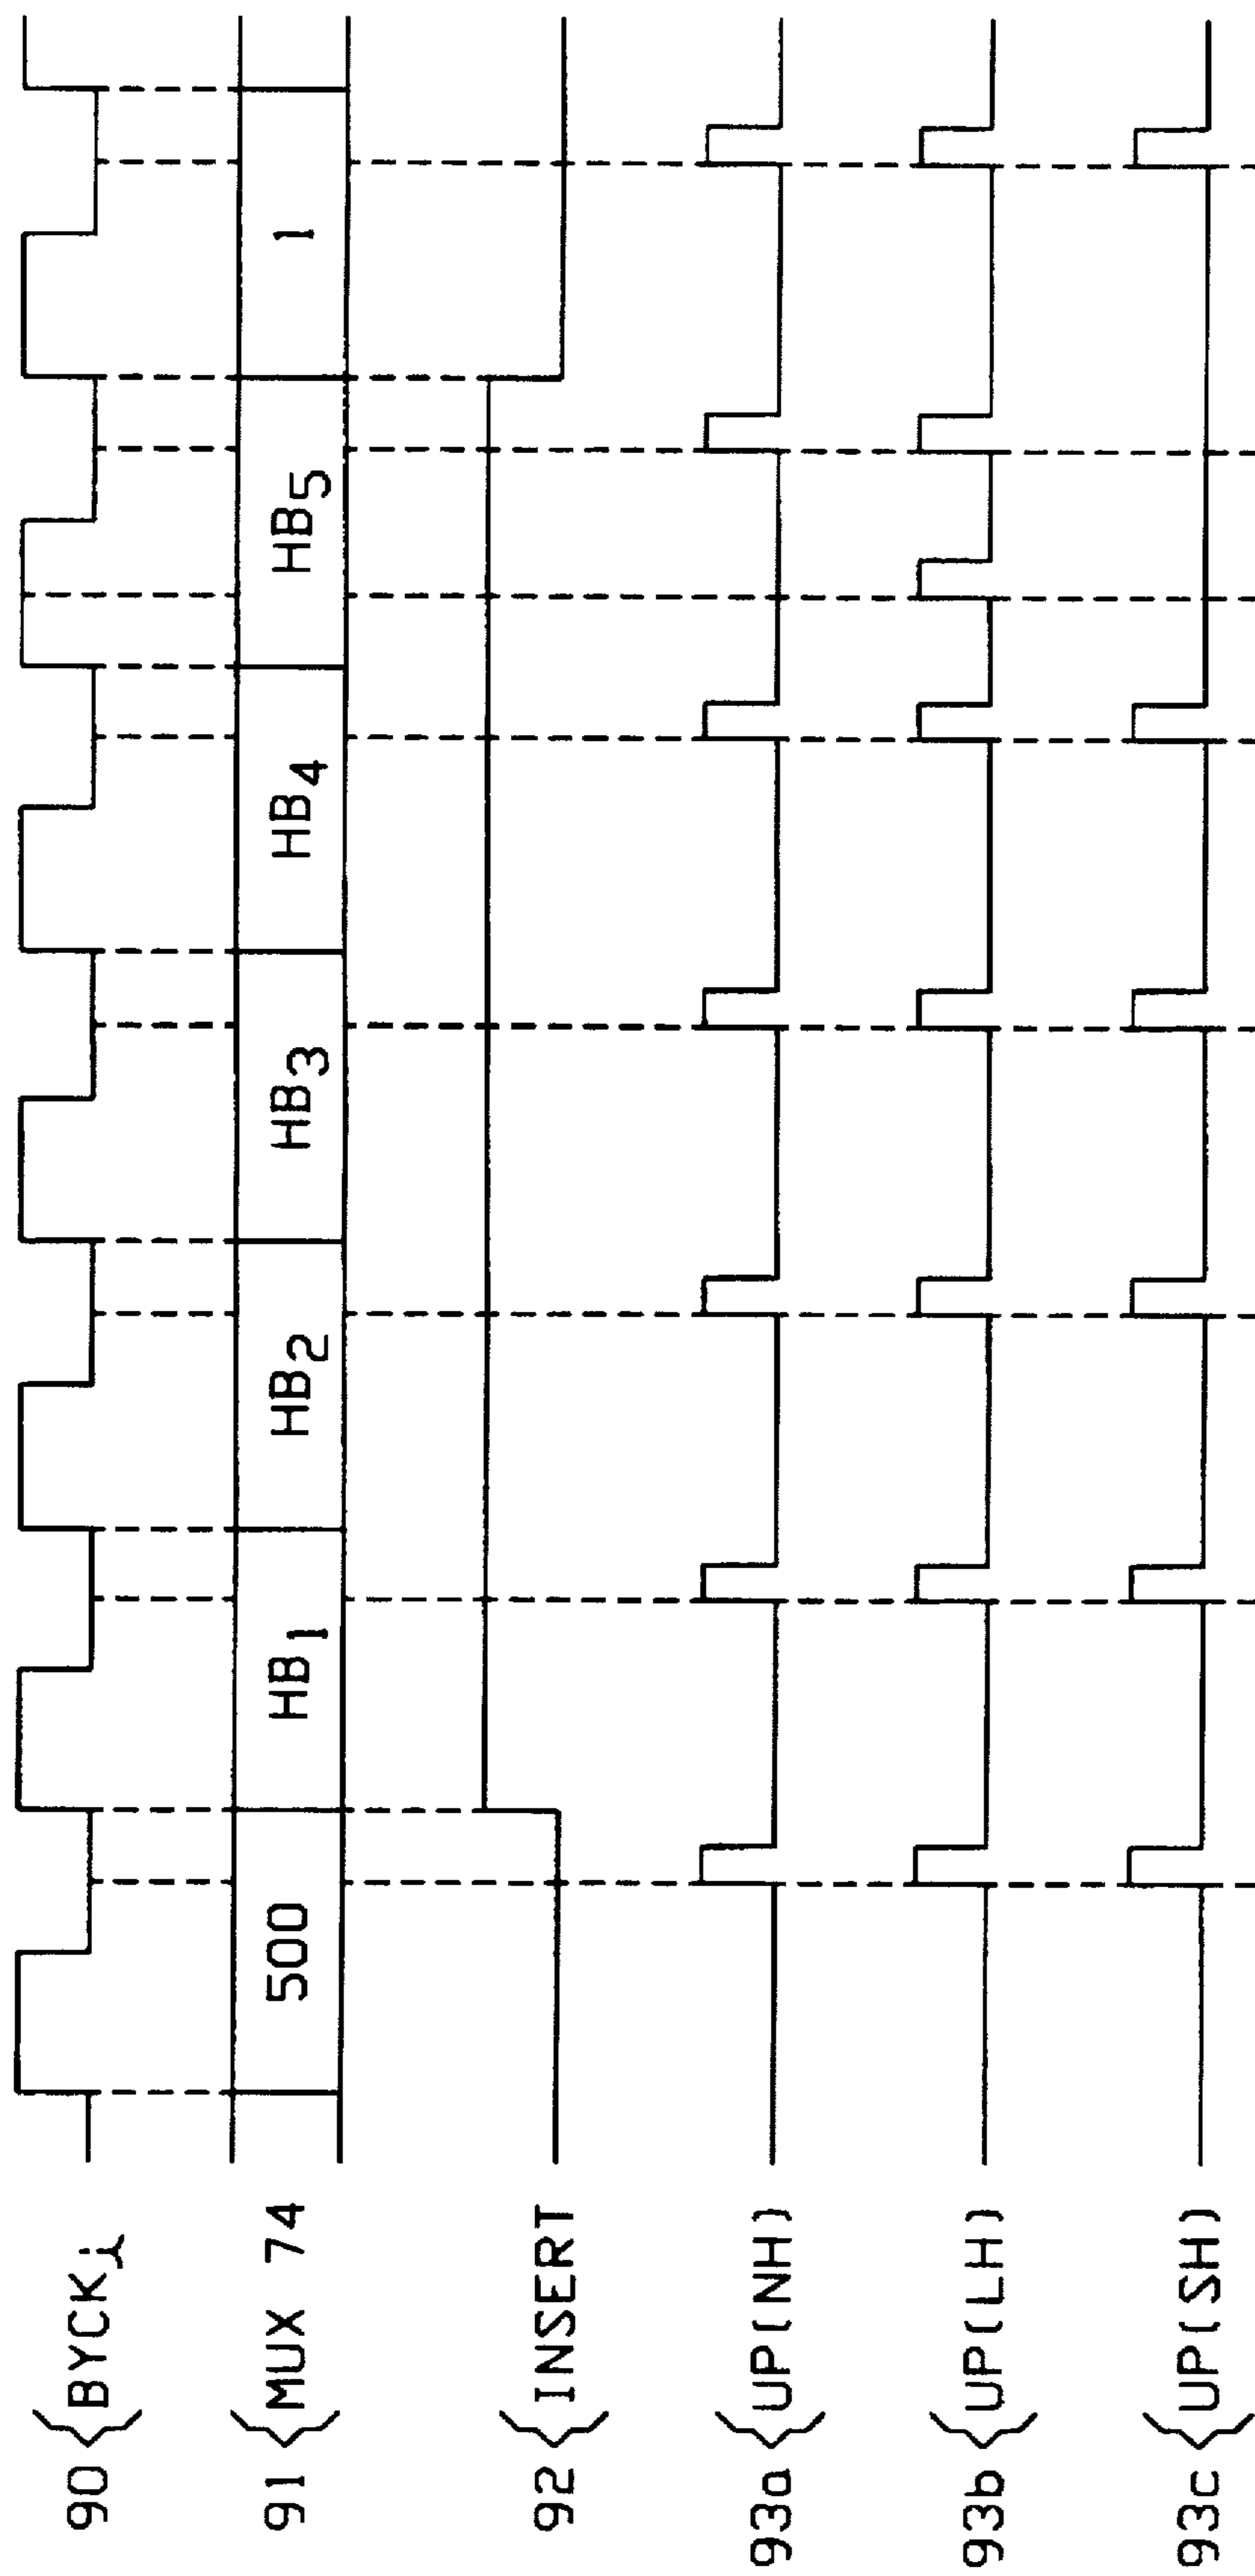 90 { BYCKj
91 { MUX 74 500 HB1 HB2 HB3 HB4 HB5 1
92 { INSERT
93a { UP(NH)
93b { UP(LH)
93c { UP(SH)